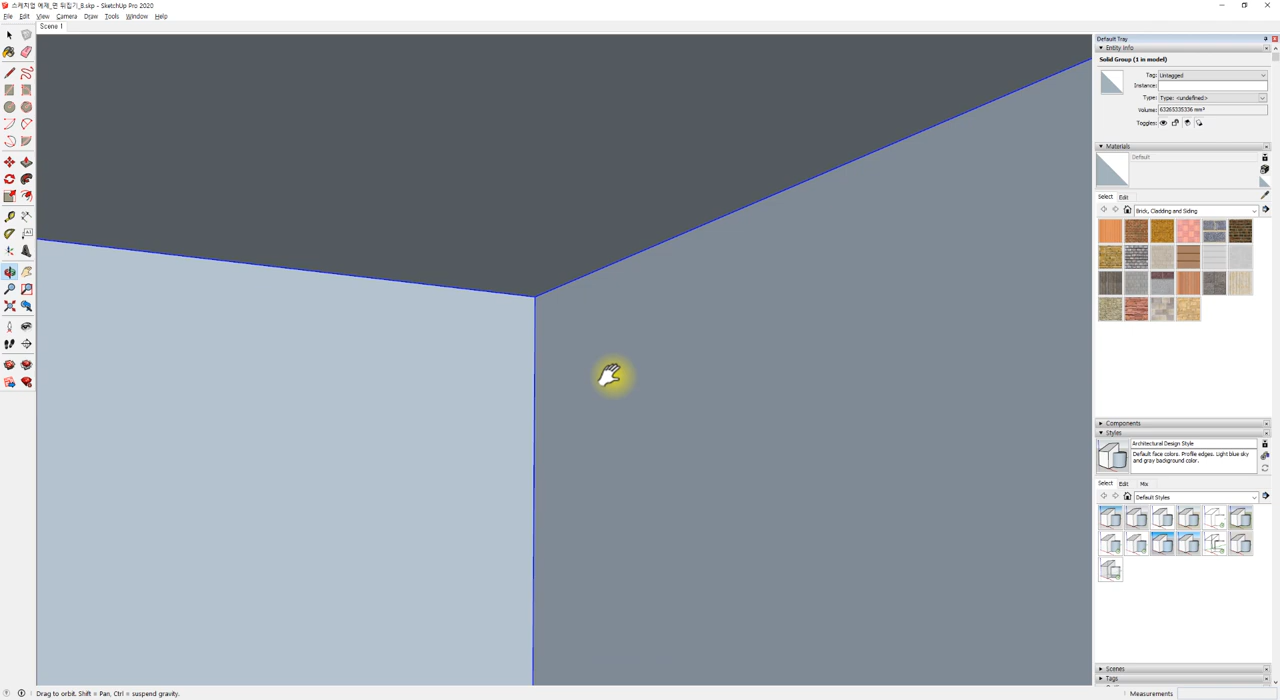 스케치업 예제_면 뒤집기_8.skp - SketchUp Pro 2020
File Edit View Camera Draw Tools Window Help
Scene 1
Default Tray
Entity Info
Solid Group (1 in model)
Tag: Untagged
Instance:
Type: Type: <undefined>
Volume: 63265335336 mm³
Toggles:
Materials
Default
Select Edit
Brick, Cladding and Siding
Components
Styles
Architectural Design Style
Default face colors. Profile edges. Light blue sky
and gray background color.
Select Edit Mix
Default Styles
Scenes
Tags
Drag to orbit. Shift = Pan, Ctrl = suspend gravity.
Measurements